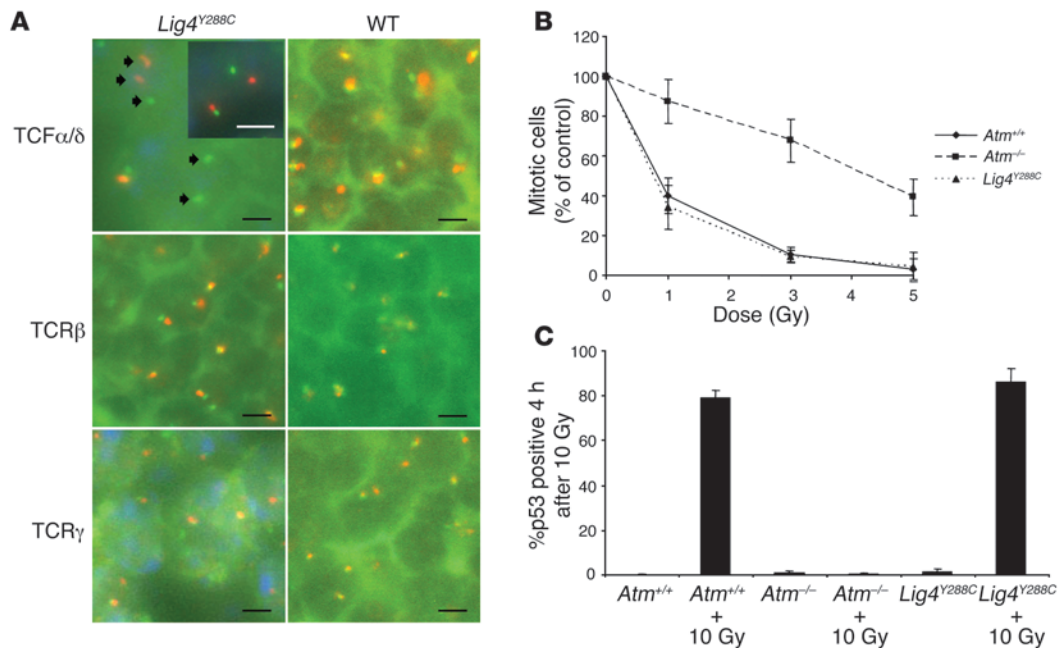 A
Lig4Y288C
WT
TCFα/δ
TCRβ
TCRγ
B
Mitotic cells
(% of control)
120
100
80
60
40
20
0
0
1
2
3
4
5
Dose (Gy)
Atm+/+
Atm−/−
Lig4Y288C
C
%p53 positive 4 h
after 10 Gy
100
80
60
40
20
0
Atm+/+
Atm+/+
+
10 Gy
Atm−/−
Atm−/−
+
10 Gy
Lig4Y288C
Lig4Y288C
+
10 Gy